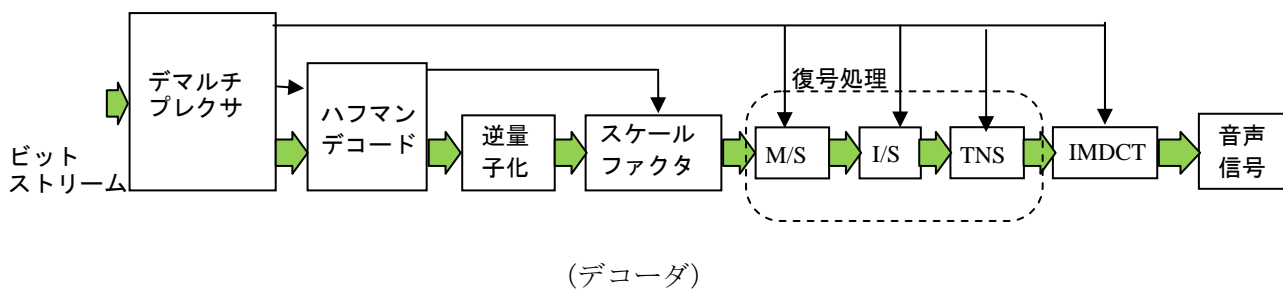 デマルチ
プレクサ
ビット
ストリーム
ハフマン
デコード
逆量
子化
スケール
ファクタ
復号処理
M/S
I/S
TNS
IMDCT
音声
信号
(デコーダ)